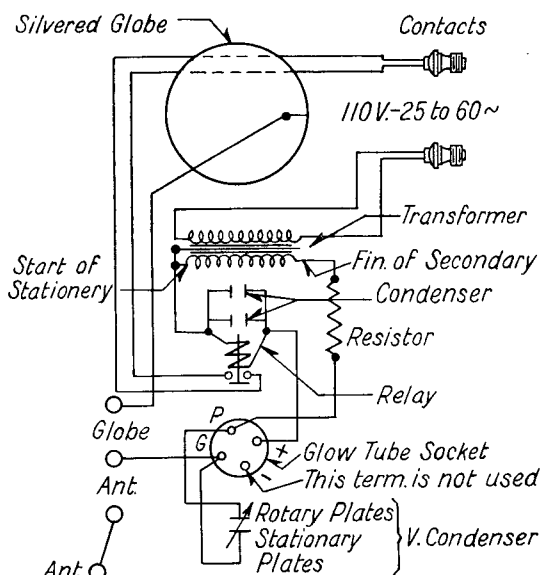 Silvered Globe
Contacts
110V.-25 to 60~
Transformer
Start of
Stationery
Fin. of Secondary
Condenser
Resistor
Relay
P
G
+
-
Globe
Glow Tube Socket
This term. is not used
Ant.
Rotary Plates
Stationary
Plates
V. Condenser
Ant.